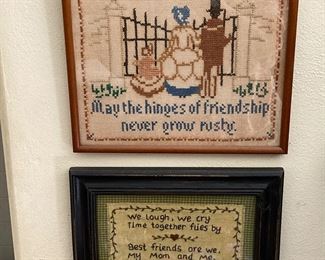 May the hinges of friendship
never grow rusty.
We laugh, we cry
Time together flies by
Best friends are we,
My Mom and me.